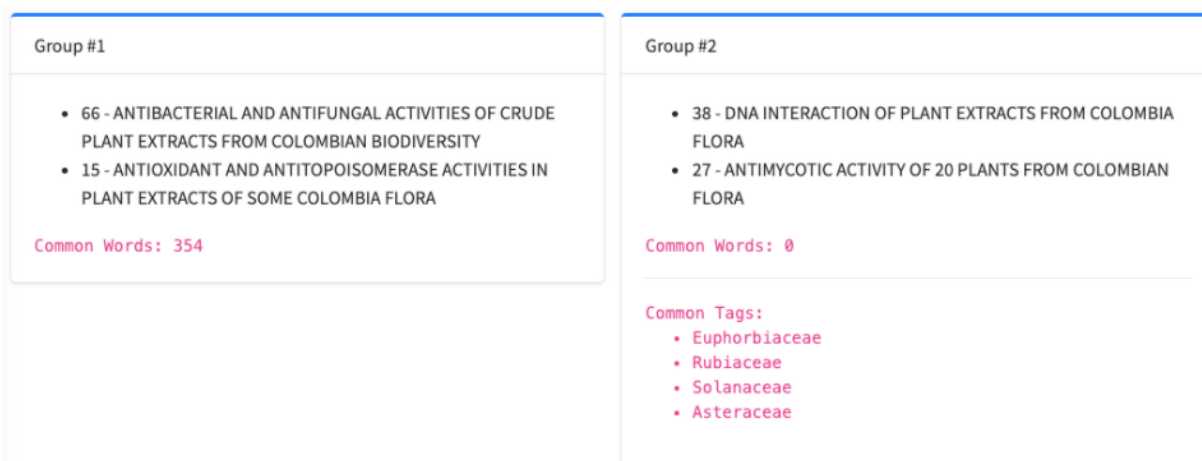 Group #1
• 66 - ANTIBACTERIAL AND ANTIFUNGAL ACTIVITIES OF CRUDE
PLANT EXTRACTS FROM COLOMBIAN BIODIVERSITY
• 15 - ANTIOXIDANT AND ANTITOPOISOMERASE ACTIVITIES IN
PLANT EXTRACTS OF SOME COLOMBIA FLORA
Common Words: 354
Group #2
• 38 - DNA INTERACTION OF PLANT EXTRACTS FROM COLOMBIA
FLORA
• 27 - ANTIMYCOTIC ACTIVITY OF 20 PLANTS FROM COLOMBIAN
FLORA
Common Words: 0
Common Tags:
• Euphorbiaceae
• Rubiaceae
• Solanaceae
• Asteraceae